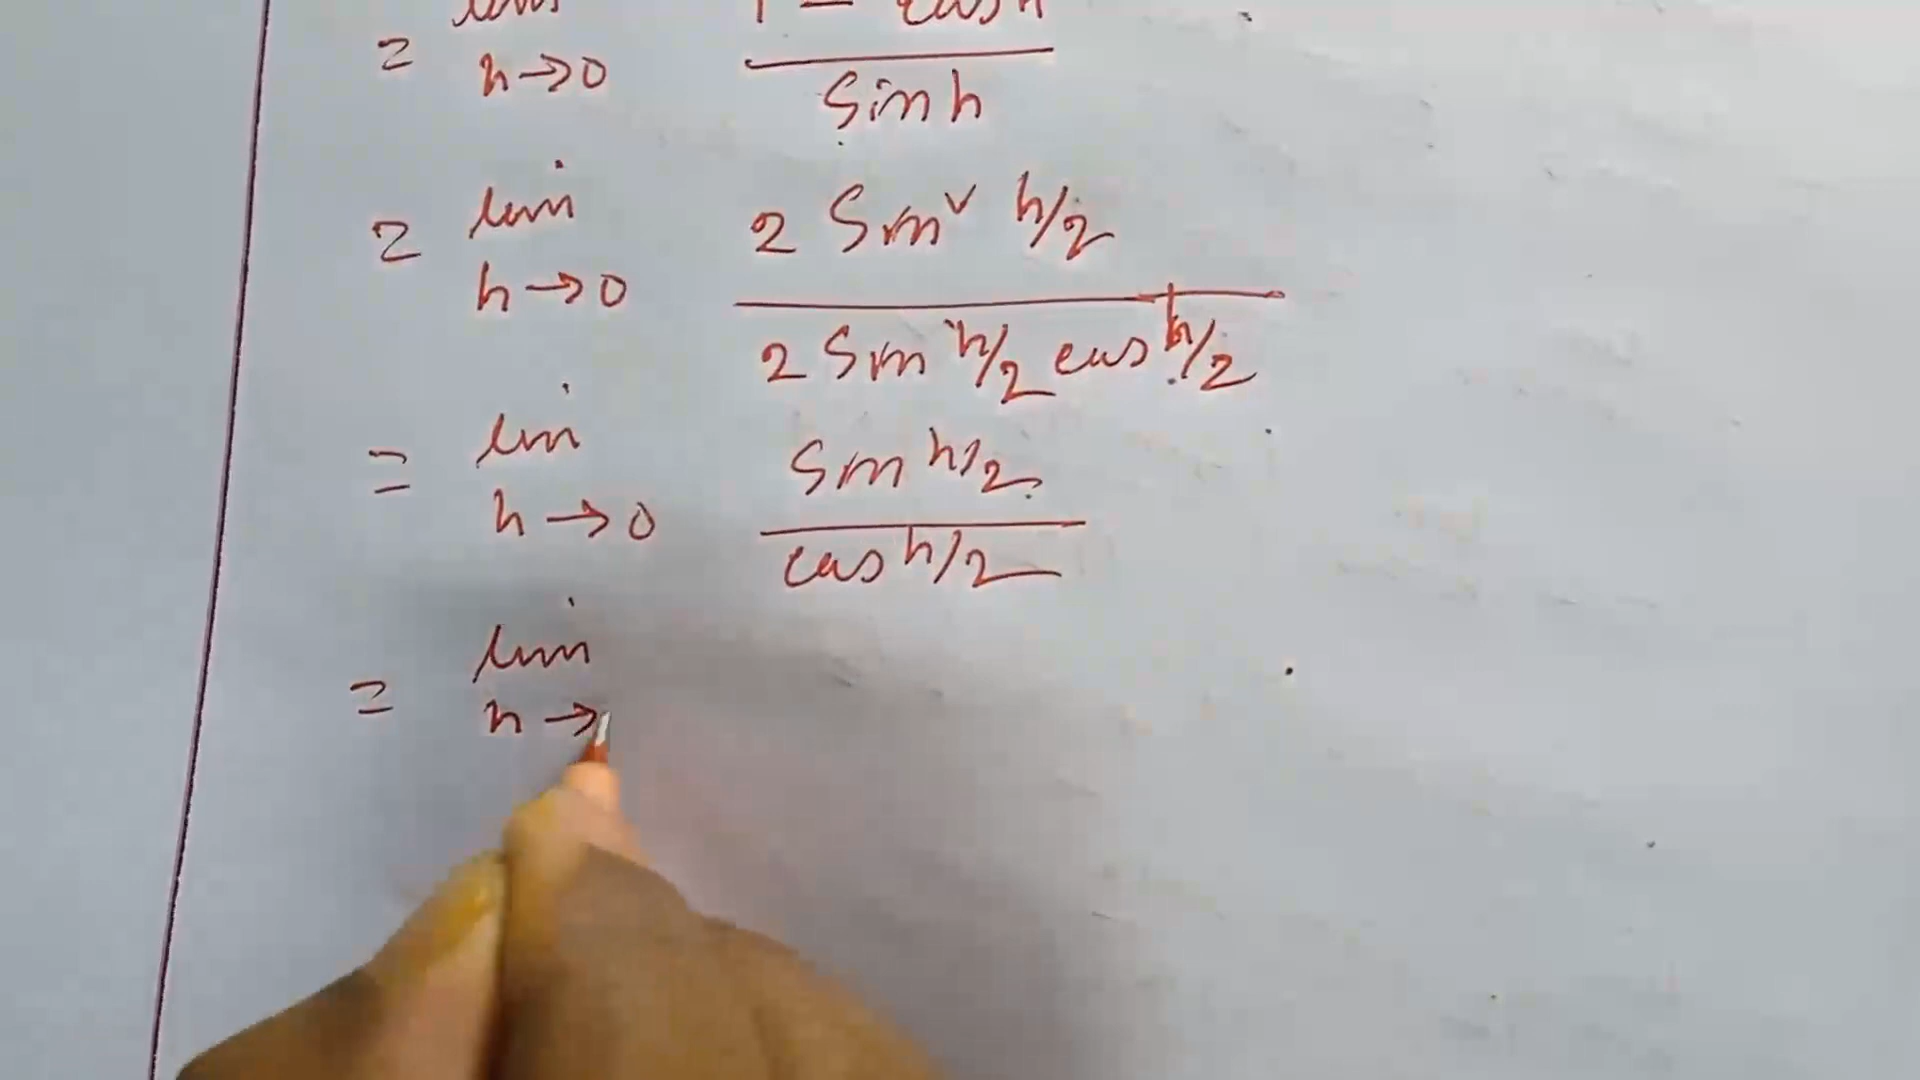 = lim 1 - cos h
h→0 sin h
= lim 2 sin² h/2
h→0 2 sin h/2 cos h/2
= lim sin h/2
h→0 cos h/2
= lim
h→